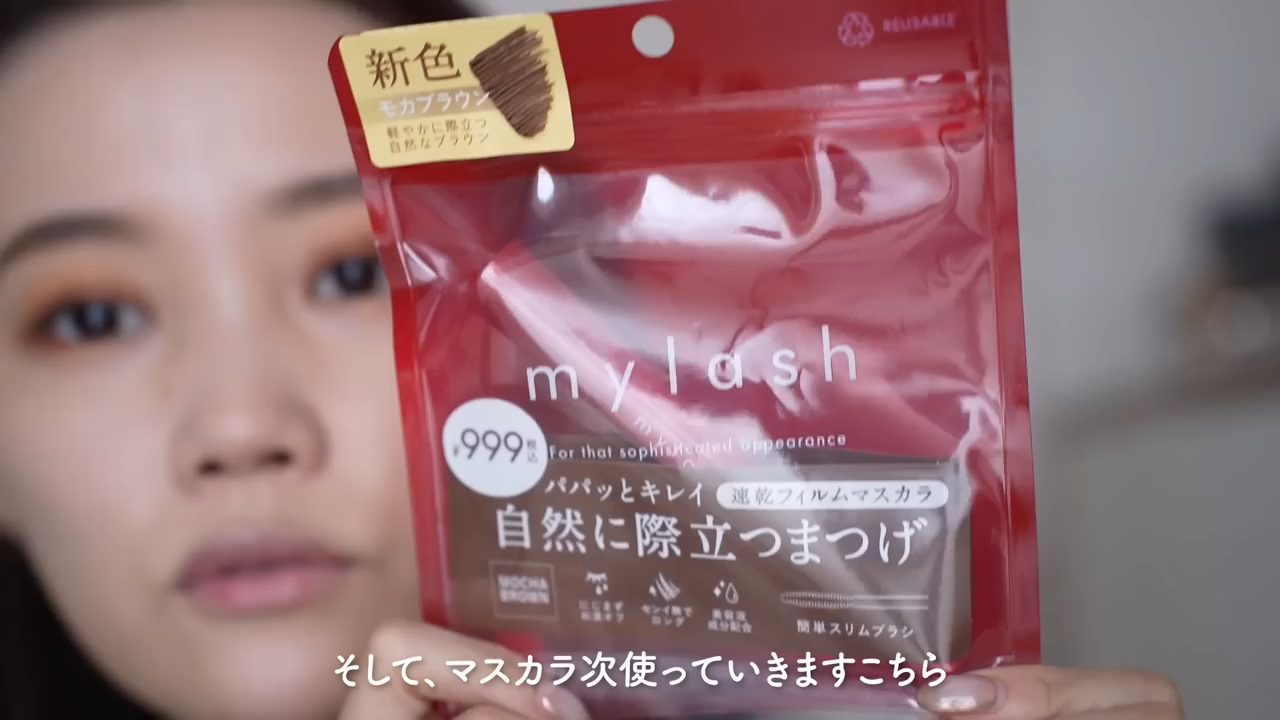 REUSABLE
新色
モカブラウン
軽やかに際立つ
自然なブラウン
mylash
¥999税込
For that sophisticated appearance
パパッとキレイ 速乾フィルムマスカラ
自然に際立つまつげ
MOCHA
BROWN
にじまず
お湯オフ
センイ無で
ロング
美容液
成分配合
簡単スリムブラシ
そして、マスカラ次使っていきますこちら